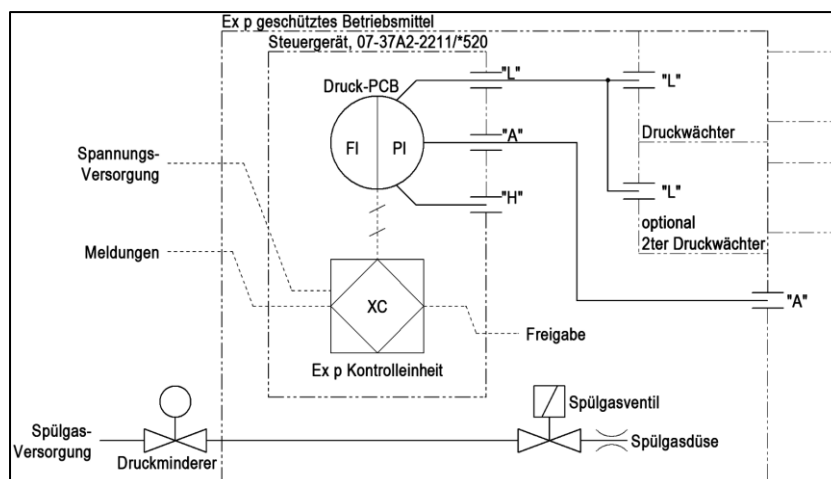 Ex p geschütztes Betriebsmittel
Steuergerät, 07-37A2-2211/*520
Druck-PCB
"L"
"L"
FI
PI
"A"
Druckwächter
Spannungs-
Versorgung
"H"
"L"
optional
2ter Druckwächter
Meldungen
XC
"A"
Freigabe
Ex p Kontrolleinheit
Spülgasventil
Spülgas-
Versorgung
Druckminderer
Spülgasdüse